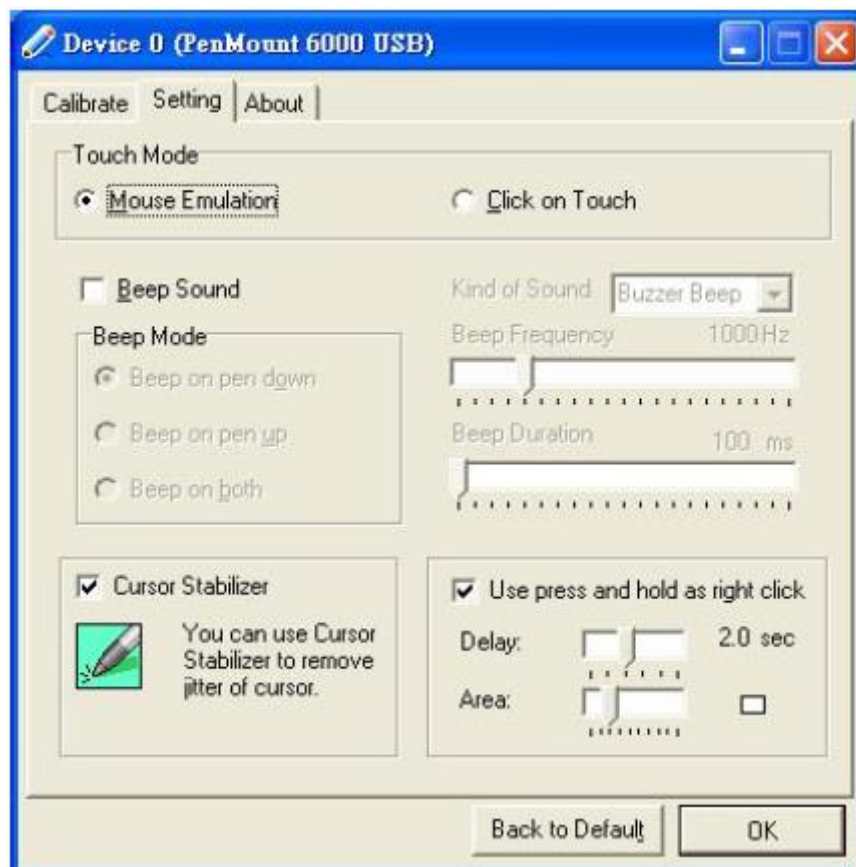 Device 0 (PenMount 6000 USB)
Calibrate Setting About
Touch Mode
Mouse Emulation Click on Touch
Beep Sound Kind of Sound Buzzer Beep
Beep Mode Beep Frequency 1000Hz
Beep on pen down
Beep on pen up Beep Duration 100 ms
Beep on both
Cursor Stabilizer
You can use Cursor
Stabilizer to remove
jitter of cursor.
Use press and hold as right click
Delay: 2.0 sec
Area:
Back to Default OK